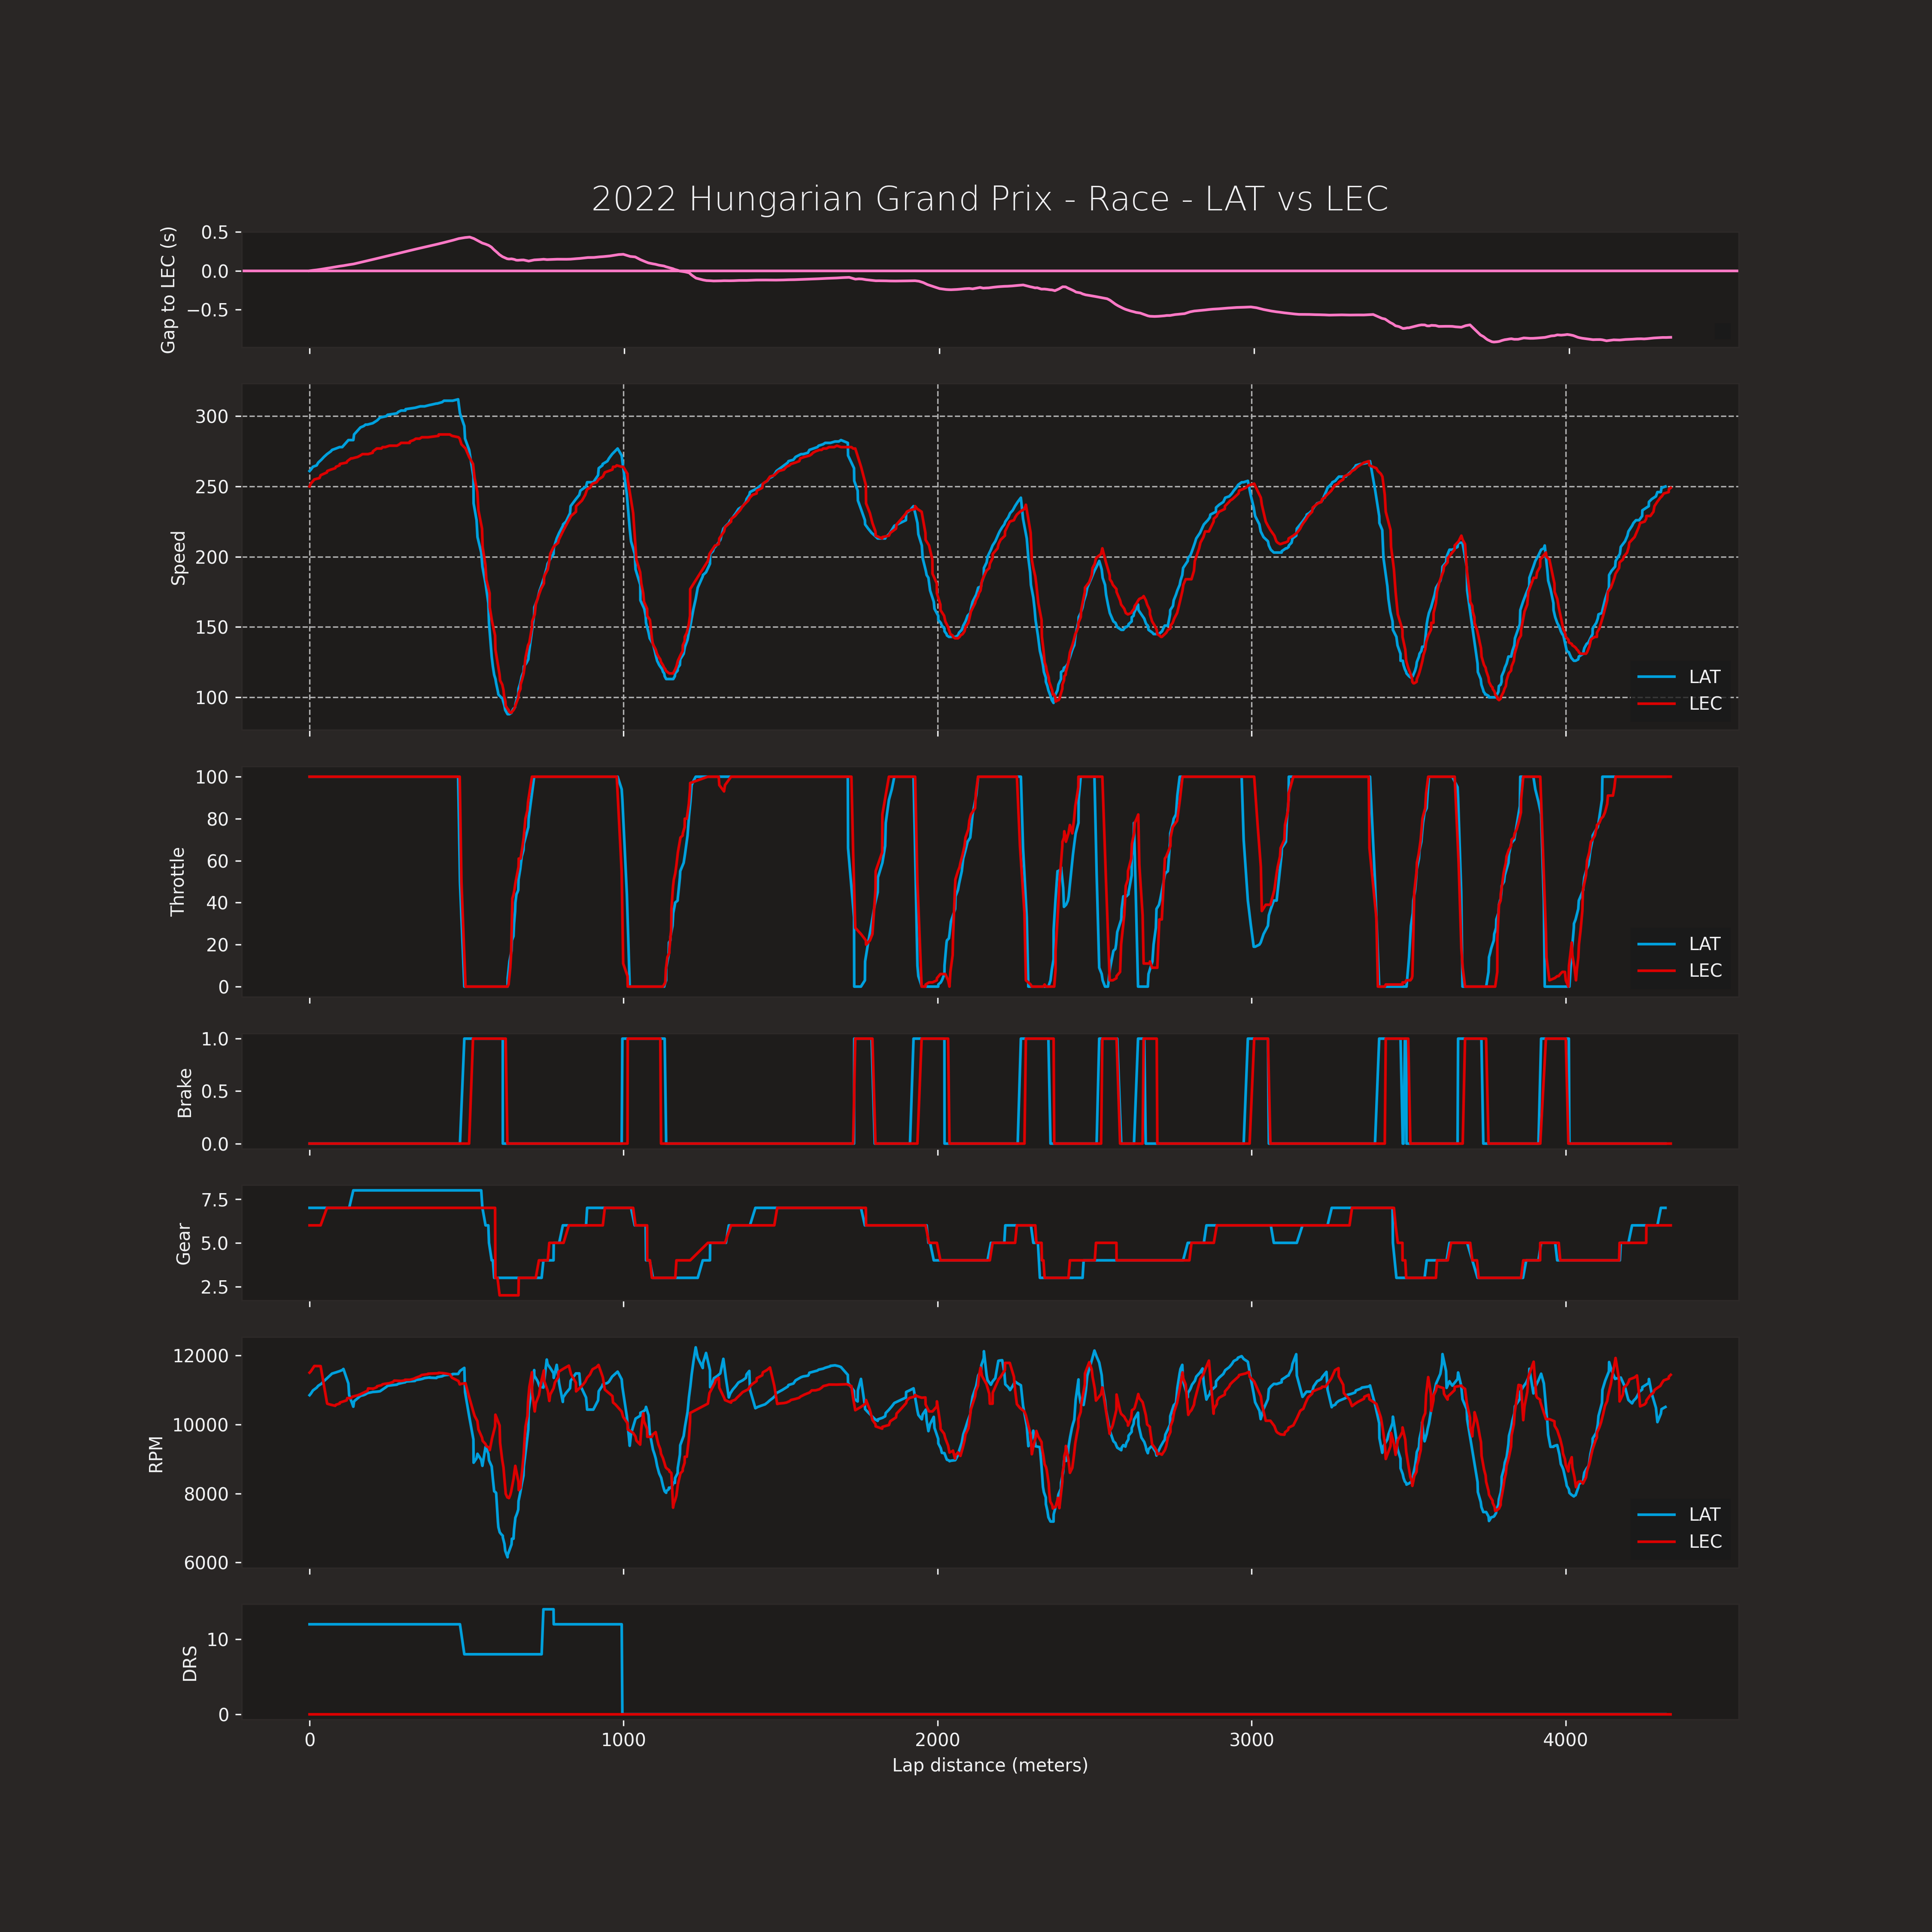 2022 Hungarian Grand Prix - Race - LAT vs LEC
Gap to LEC (s)
0.5
0.0
−0.5
Speed
300
250
200
150
100
LAT
LEC
Throttle
100
80
60
40
20
0
LAT
LEC
Brake
1.0
0.5
0.0
Gear
7.5
5.0
2.5
RPM
12000
10000
8000
6000
LAT
LEC
DRS
10
0
0 1000 2000 3000 4000
Lap distance (meters)